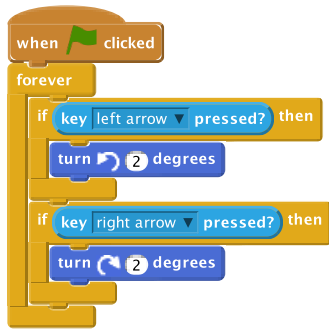 when clicked
forever
if key left arrow ▼ pressed? then
turn 2 degrees
if key right arrow ▼ pressed? then
turn 2 degrees